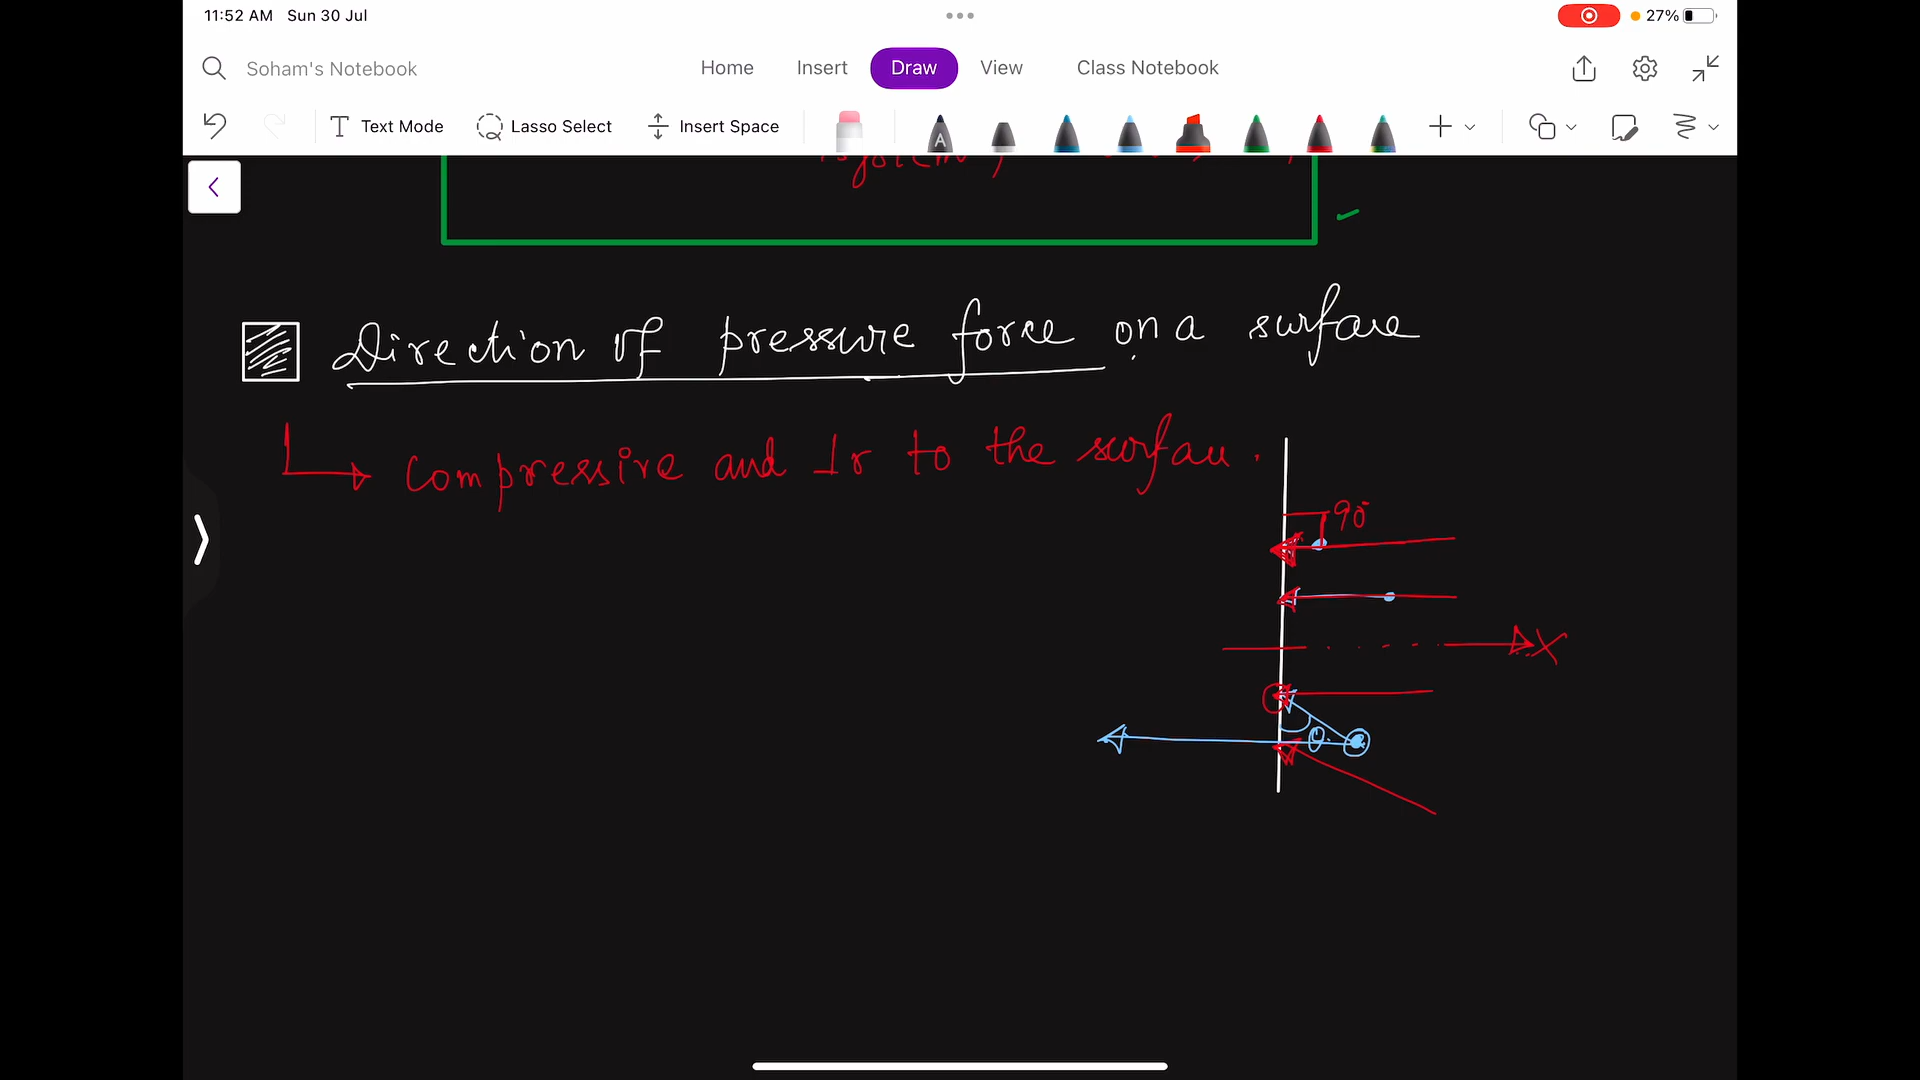 11:52 AM Sun 30 Jul
27%
Soham's Notebook
Home Insert Draw View Class Notebook
Text Mode Lasso Select Insert Space
A
Direction of pressure force on a surface
Compressive and ⊥r to the surface.
90°
X
θ